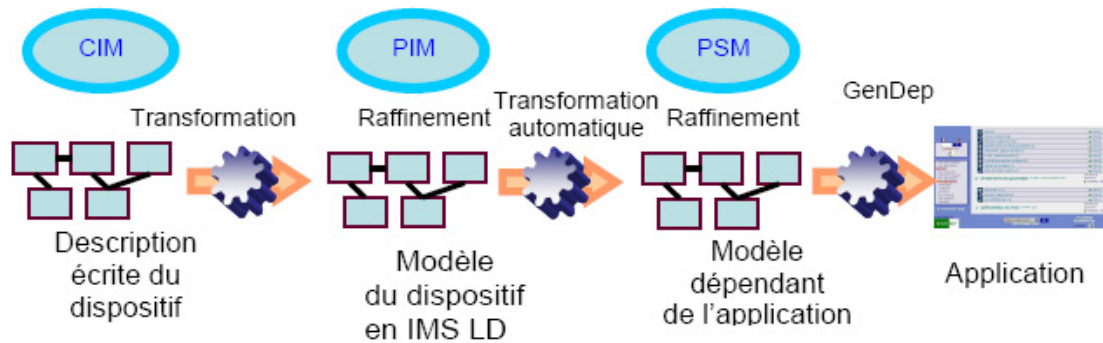 CIM
PIM
PSM
Transformation
Raffinement
Transformation
automatique
Raffinement
GenDep
Description
écrite du
dispositif
Modèle
du dispositif
en IMS LD
Modèle
dépendant
de l'application
Application